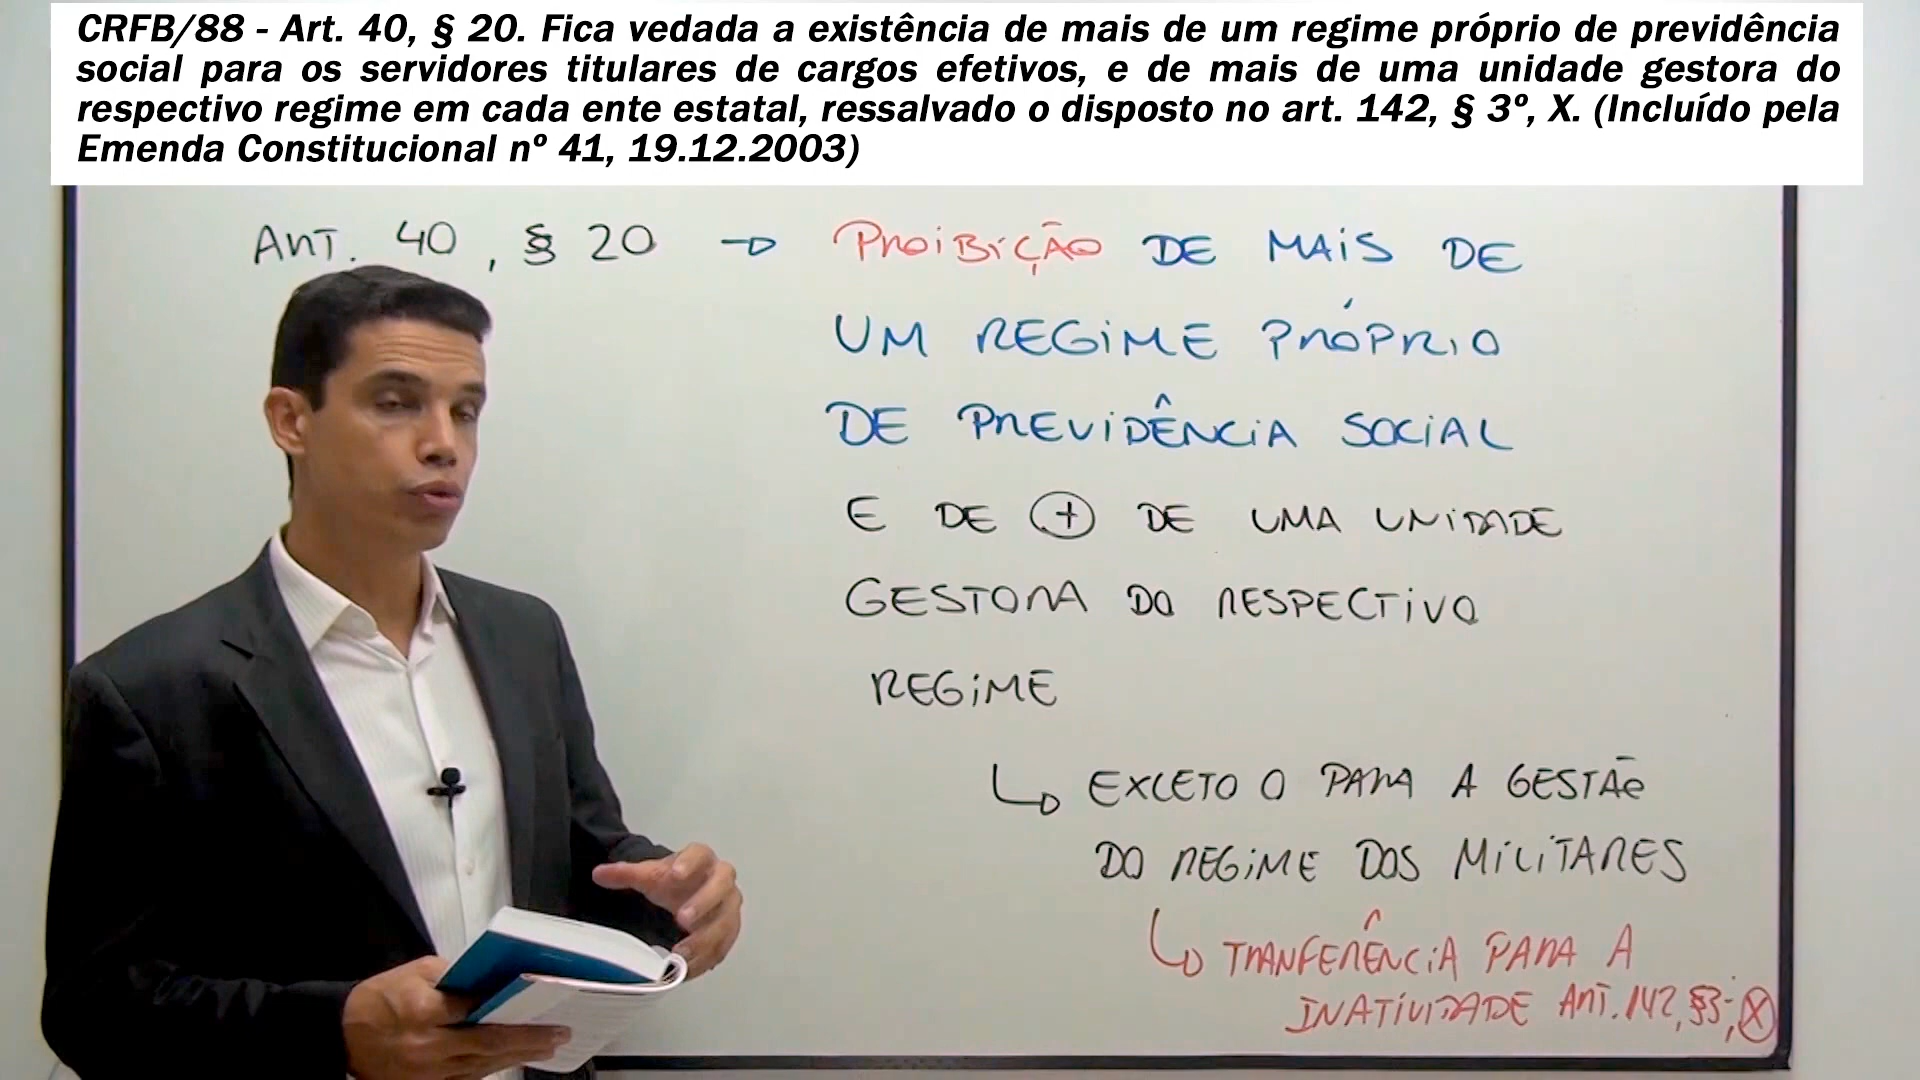 CRFB/88 - Art. 40, § 20. Fica vedada a existência de mais de um regime próprio de previdência
social para os servidores titulares de cargos efetivos, e de mais de uma unidade gestora do
respectivo regime em cada ente estatal, ressalvado o disposto no art. 142, § 3º, X. (Incluído pela
Emenda Constitucional nº 41, 19.12.2003)
ART. 40, § 20 → PROIBIÇÃO DE MAIS DE
UM REGIME PRÓPRIO
DE PREVIDÊNCIA SOCIAL
E DE + DE UMA UNIDADE
GESTORA DO RESPECTIVO
REGIME
↳ EXCETO O PARA A GESTÃO
DO REGIME DOS MILITARES
↳ TRANFERÊNCIA PARA A
INATIVIDADE ART. 142, §3º, X